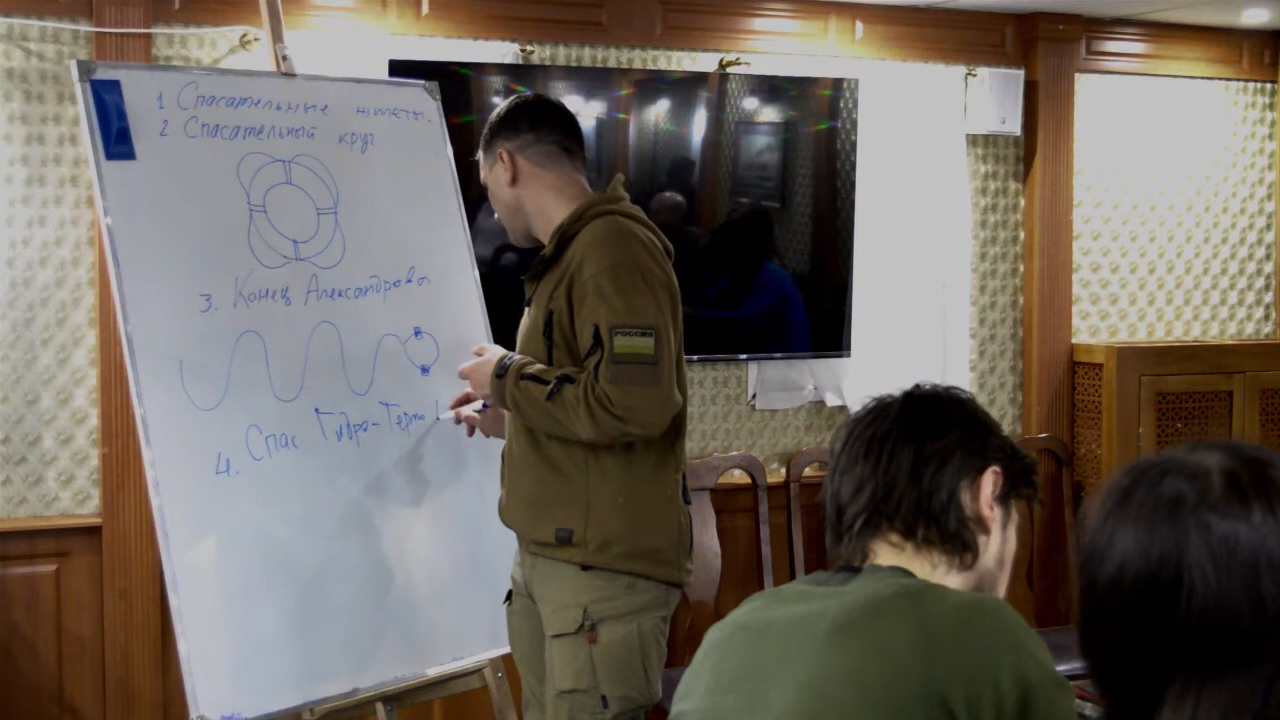 1 Спасательные жилеты.
2 Спасательный круг
3. Конец Александрова
4. Спас Гидро-Термо
РОССИЯ